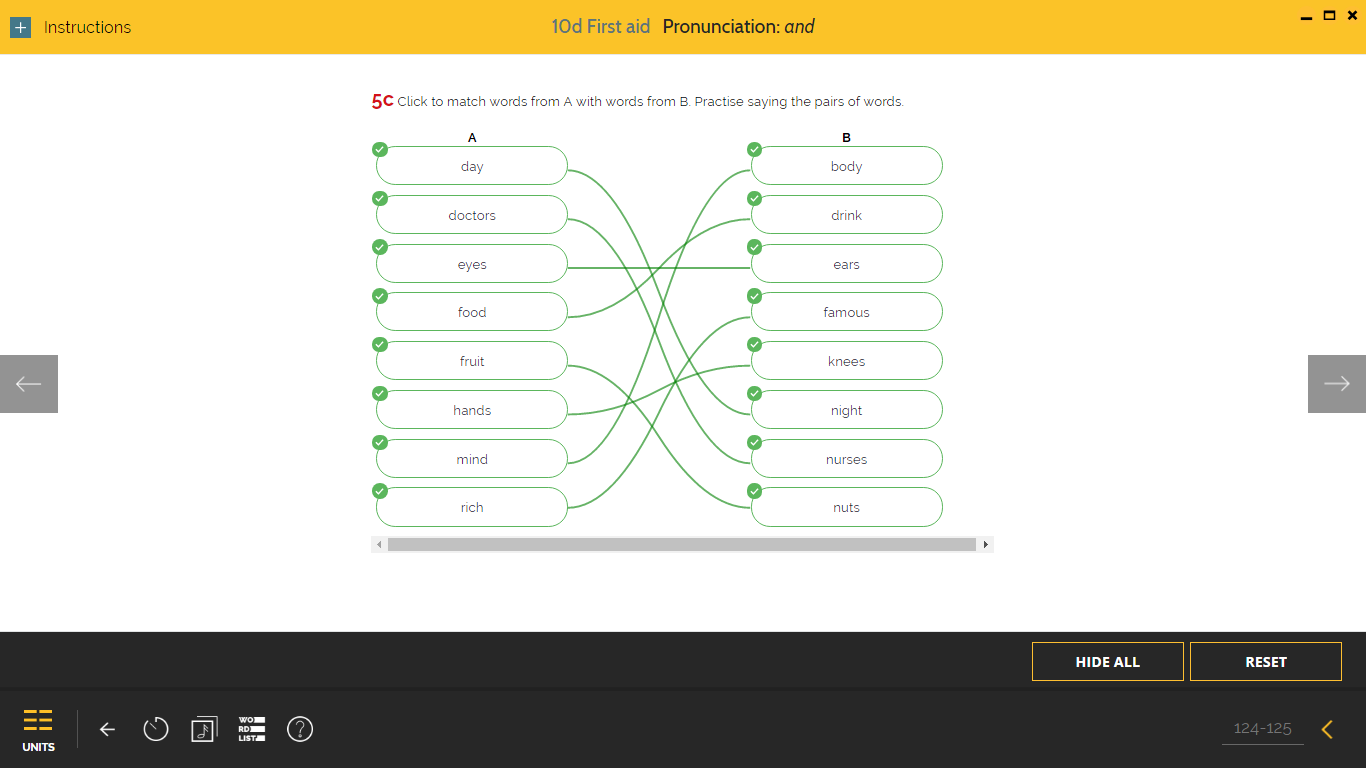 + Instructions
10d First aid Pronunciation: and
5c Click to match words from A with words from B. Practise saying the pairs of words.
A B
day body
doctors drink
eyes ears
food famous
fruit knees
hands night
mind nurses
rich nuts
HIDE ALL RESET
WO
RD
LIST
?
UNITS
124-125